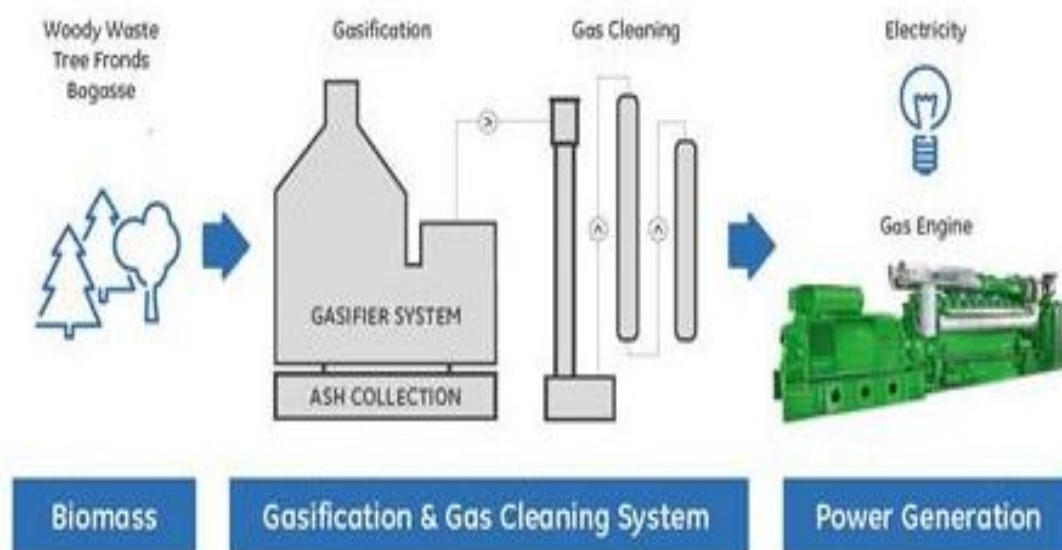 Woody Waste
Tree Fronds
Bagasse
Gasification
Gas Cleaning
Electricity
GASIFIER SYSTEM
ASH COLLECTION
Gas Engine
Biomass
Gasification & Gas Cleaning System
Power Generation